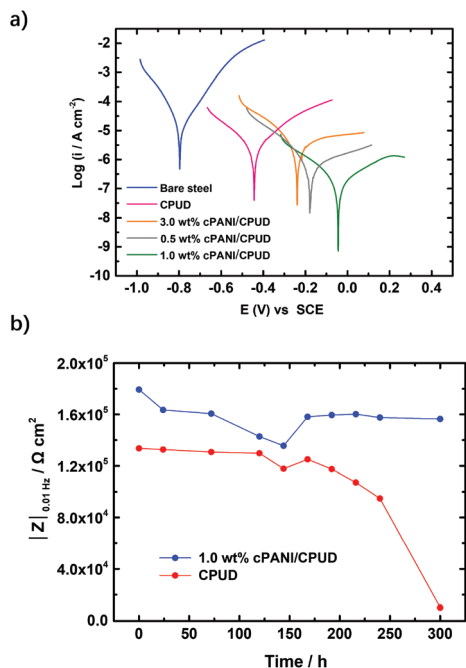 a)
-2
-3
-4
-5
-6
-7
-8
-9
-10
Log (i / A cm-2)
Bare steel
CPUD
3.0 wt% cPANI/CPUD
0.5 wt% cPANI/CPUD
1.0 wt% cPANI/CPUD
-1.0 -0.8 -0.6 -0.4 -0.2 0.0 0.2 0.4
E (V) vs SCE
b)
2.0x10⁵
1.6x10⁵
1.2x10⁵
8.0x10⁴
4.0x10⁴
0.0
|Z| 0.01 Hz / Ω cm²
1.0 wt% cPANI/CPUD
CPUD
0 50 100 150 200 250 300
Time / h